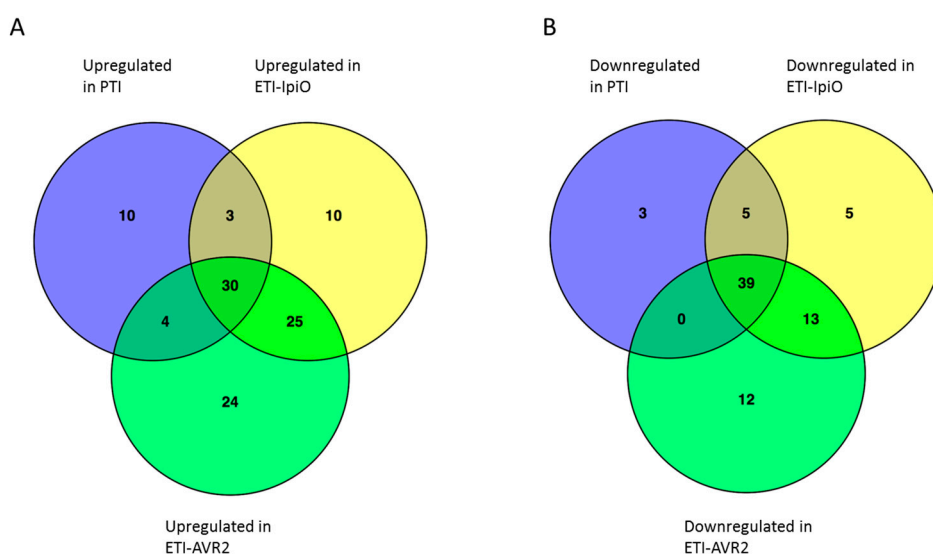 A
Upregulated
in PTI
Upregulated in
ETI-IpiO
10
3
10
30
4
25
24
Upregulated in
ETI-AVR2
B
Downregulated
in PTI
Downregulated in
ETI-IpiO
3
5
5
39
0
13
12
Downregulated in
ETI-AVR2